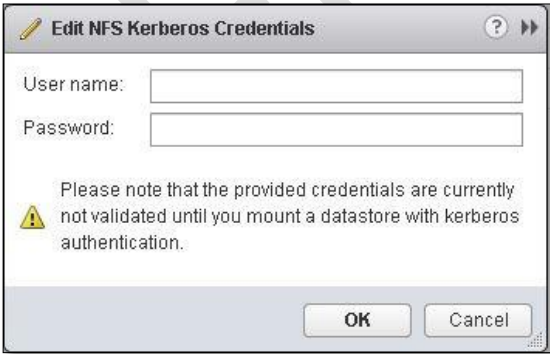 Edit NFS Kerberos Credentials ?
User name:
Password:
Please note that the provided credentials are currently
not validated until you mount a datastore with kerberos
authentication.
OK Cancel